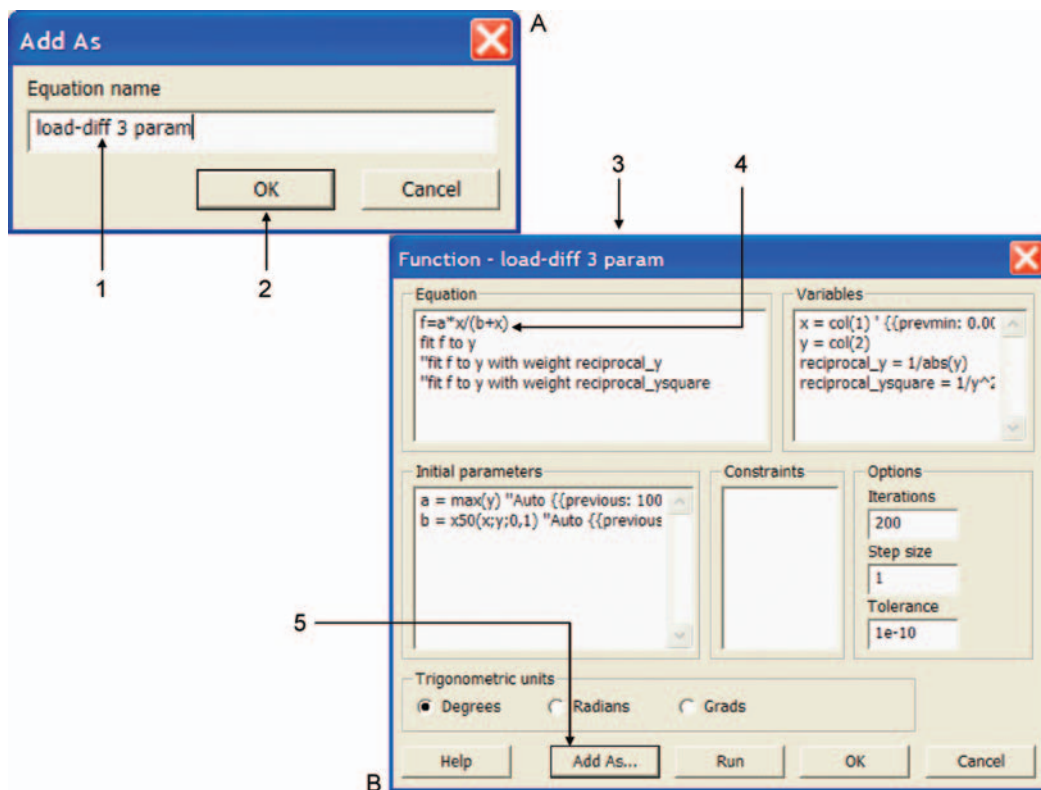 Add As
A
Equation name
load-diff 3 param
OK
Cancel
1
2
3
4
Function - load-diff 3 param
Equation
f=a*x/(b+x)
fit f to y
"fit f to y with weight reciprocal_y
"fit f to y with weight reciprocal_ysquare
Variables
x = col(1) ' {{prevmin: 0.00
y = col(2)
reciprocal_y = 1/abs(y)
reciprocal_ysquare = 1/y^2
Initial parameters
a = max(y) "Auto {{previous: 100
b = x50(x;y;0,1) "Auto {{previous
Constraints
Options
Iterations
200
Step size
1
Tolerance
1e-10
5
Trigonometric units
Degrees
Radians
Grads
Help
Add As...
Run
OK
Cancel
B